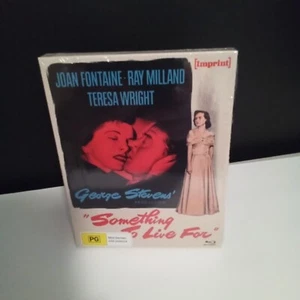 JOAN FONTAINE · RAY MILLAND
[Imprint]
TERESA WRIGHT
George Stevens'
"Something
To Live For"
PG